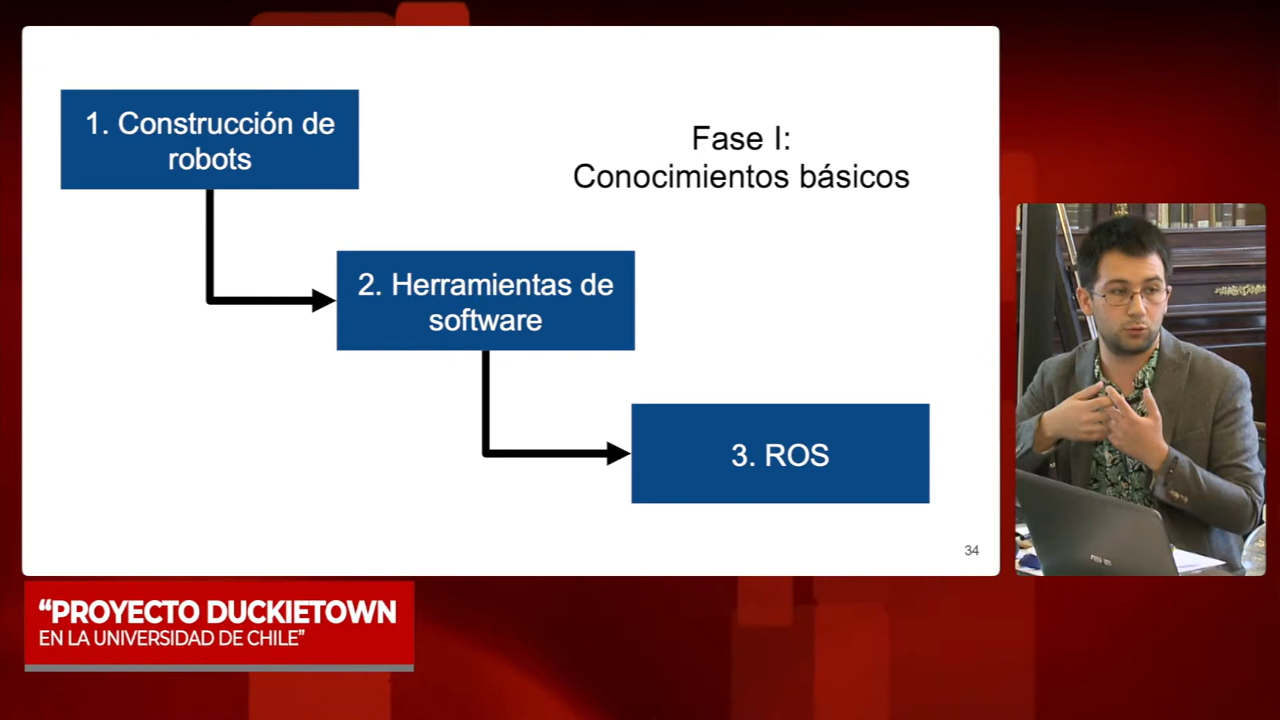 1. Construcción de
robots
Fase I:
Conocimientos básicos
2. Herramientas de
software
3. ROS
34
“PROYECTO DUCKIETOWN
EN LA UNIVERSIDAD DE CHILE”